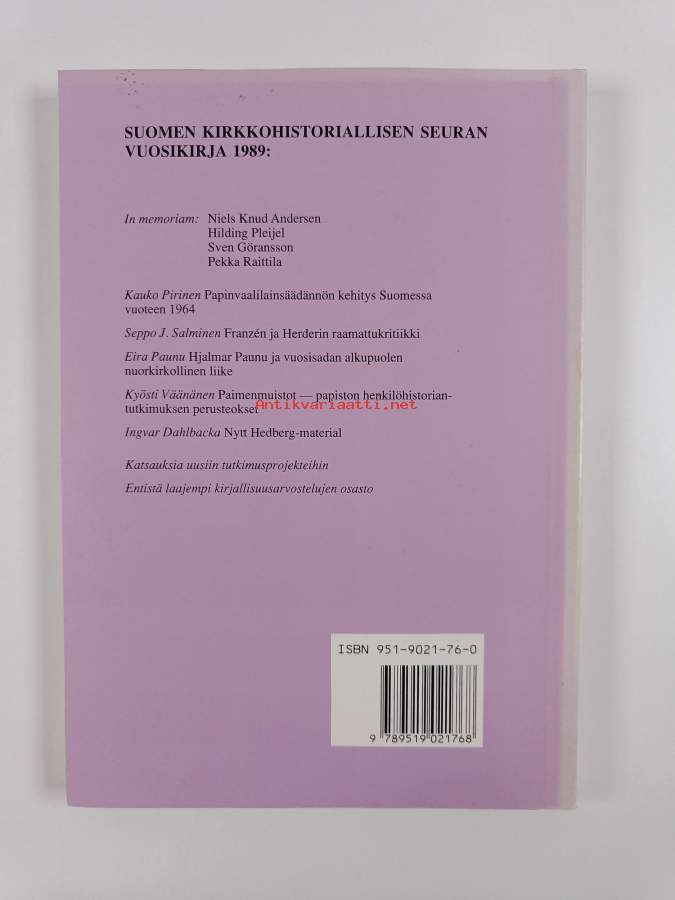 SUOMEN KIRKKOHISTORIALLISEN SEURAN
VUOSIKIRJA 1989:
In memoriam: Niels Knud Andersen
Hilding Pleijel
Sven Göransson
Pekka Raittila
Kauko Pirinen Papinvaalilainsäädännön kehitys Suomessa
vuoteen 1964
Seppo J. Salminen Franzén ja Herderin raamattukritiikki
Eira Paunu Hjalmar Paunu ja vuosisadan alkupuolen
nuorkirkollinen liike
Kyösti Väänänen Paimenmuistot — papiston henkilöhistorian-
tutkimuksen perusteokset
Antikvariaatti.net
Ingvar Dahlbacka Nytt Hedberg-material
Katsauksia uusiin tutkimusprojekteihin
Entistä laajempi kirjallisuusarvostelujen osasto
ISBN 951-9021-76-0
9 789519 021768